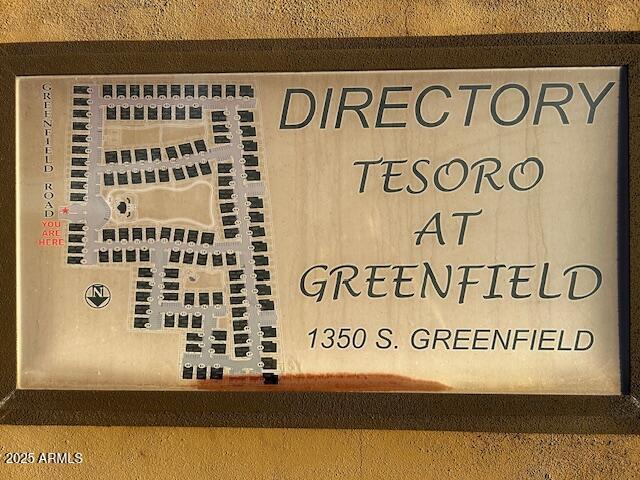 GREENFIELD ROAD
YOU
ARE
HERE
N
DIRECTORY
TESORO
AT
GREENFIELD
1350 S. GREENFIELD
2025 ARMLS